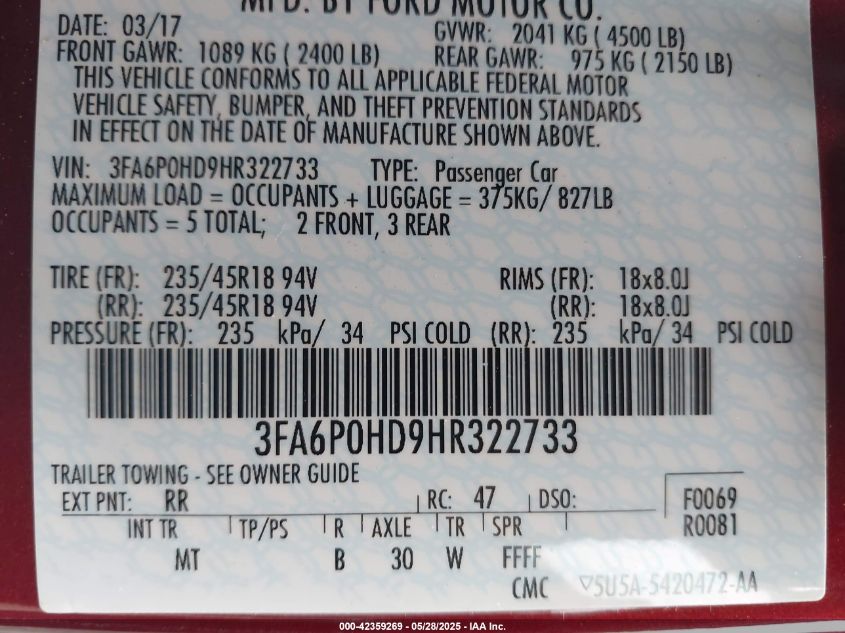 MFD. BY FORD MOTOR CO.
DATE: 03/17 GVWR: 2041 KG ( 4500 LB)
FRONT GAWR: 1089 KG ( 2400 LB) REAR GAWR: 975 KG ( 2150 LB)
THIS VEHICLE CONFORMS TO ALL APPLICABLE FEDERAL MOTOR
VEHICLE SAFETY, BUMPER, AND THEFT PREVENTION STANDARDS
IN EFFECT ON THE DATE OF MANUFACTURE SHOWN ABOVE.
VIN: 3FA6P0HD9HR322733 TYPE: Passenger Car
MAXIMUM LOAD = OCCUPANTS + LUGGAGE = 375KG/ 827LB
OCCUPANTS = 5 TOTAL; 2 FRONT, 3 REAR
TIRE (FR): 235/45R18 94V RIMS (FR): 18x8.0J
(RR): 235/45R18 94V (RR): 18x8.0J
PRESSURE (FR): 235 kPa/ 34 PSI COLD (RR): 235 kPa/ 34 PSI COLD
3FA6P0HD9HR322733
TRAILER TOWING - SEE OWNER GUIDE
EXT PNT: RR RC: 47 DSO: F0069
INT TR TP/PS R AXLE TR SPR R0081
MT B 30 W FFFF
CMC ▽5U5A-5420472-AA
000-42359269 - 05/28/2025 - IAA Inc.